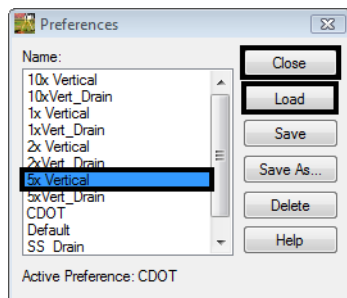 Preferences
Name:
10x Vertical
10xVert_Drain
1x Vertical
1xVert_Drain
2x Vertical
2xVert_Drain
5x Vertical
5xVert_Drain
CDOT
Default
SS_Drain
Close
Load
Save
Save As...
Delete
Help
Active Preference: CDOT